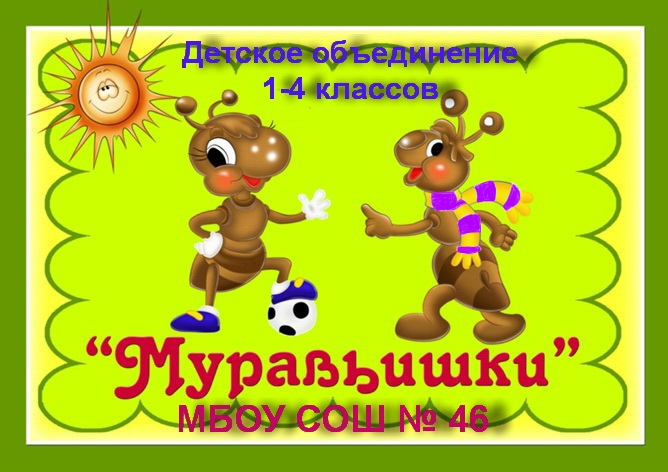 Детское объединение
1-4 классов
“Муравьишки”
МБОУ СОШ № 46